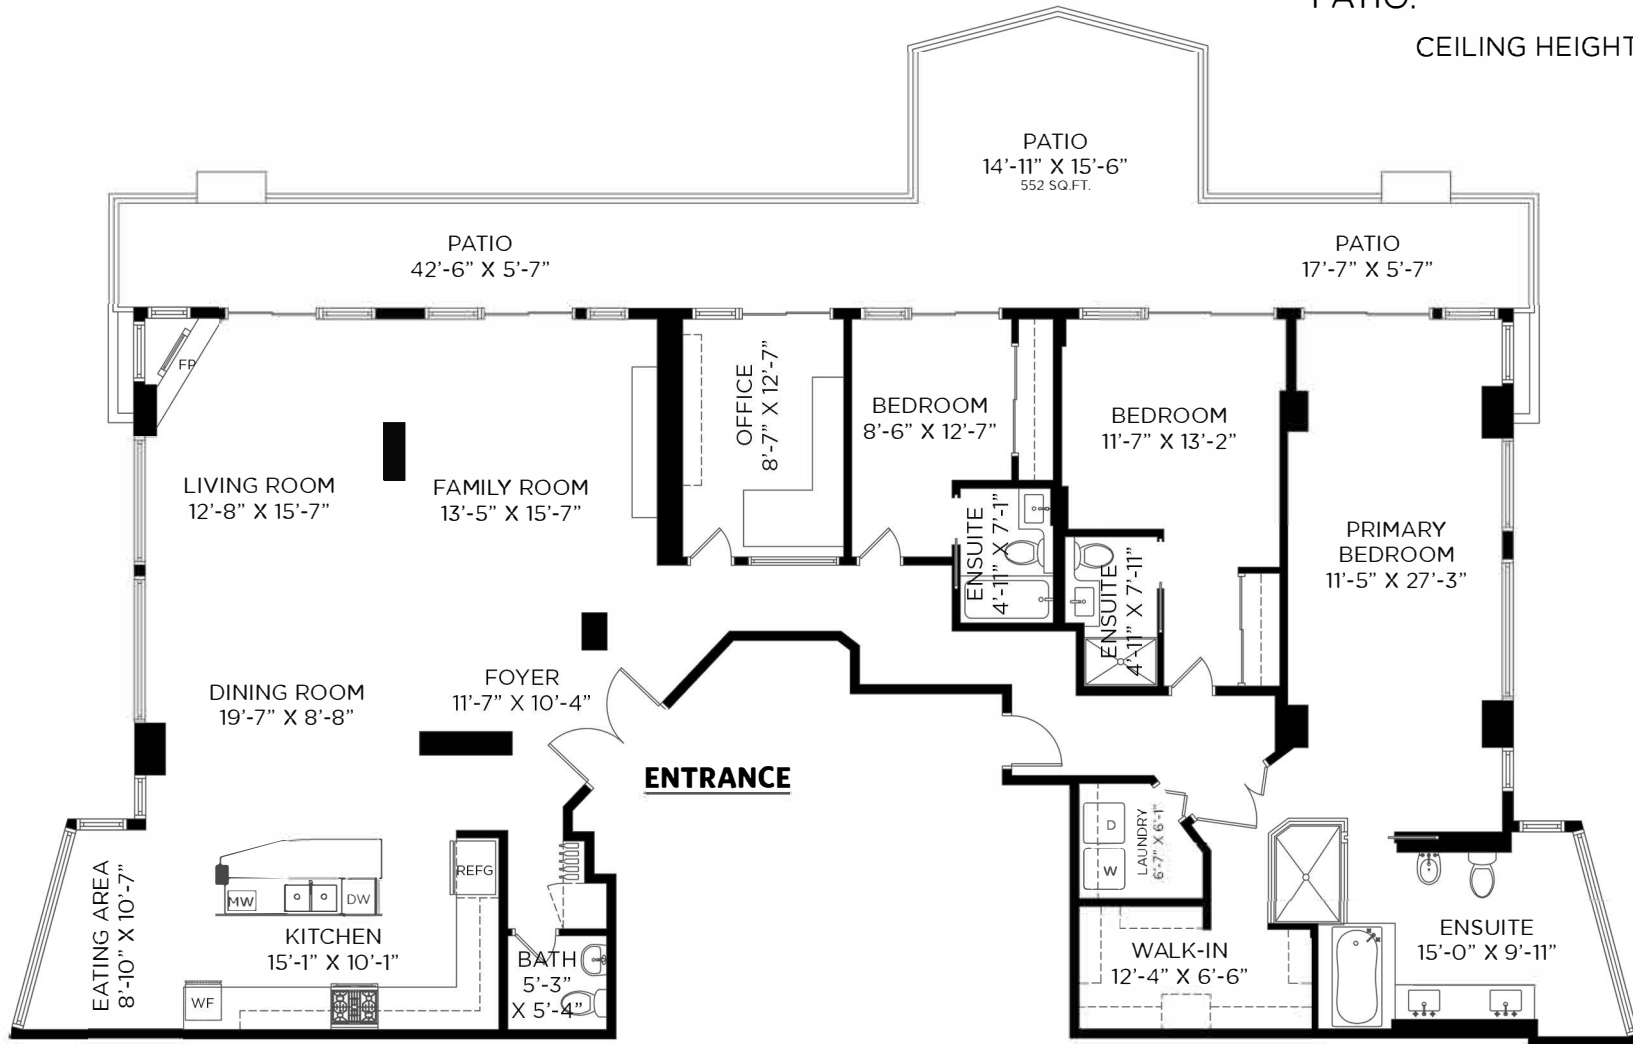 PATIO:
CEILING HEIGHT
PATIO
14'-11" X 15'-6"
552 SQ.FT.
PATIO
42'-6" X 5'-7"
PATIO
17'-7" X 5'-7"
FP
OFFICE
8'-7" X 12'-7"
BEDROOM
8'-6" X 12'-7"
BEDROOM
11'-7" X 13'-2"
LIVING ROOM
12'-8" X 15'-7"
FAMILY ROOM
13'-5" X 15'-7"
ENSUITE
4'-11" X 7'-1"
ENSUITE
4'-11" X 7'-11"
PRIMARY
BEDROOM
11'-5" X 27'-3"
DINING ROOM
19'-7" X 8'-8"
FOYER
11'-7" X 10'-4"
ENTRANCE
D
W
LAUNDRY
6'-7" X 6'-1"
EATING AREA
8'-10" X 10'-7"
MW
DW
REFG
KITCHEN
15'-1" X 10'-1"
WF
BATH
5'-3"
X 5'-4"
WALK-IN
12'-4" X 6'-6"
ENSUITE
15'-0" X 9'-11"